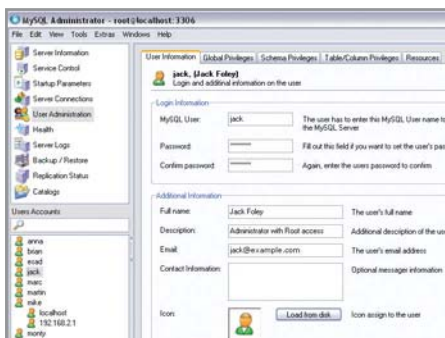 MySQL Administrator - root@localhost: 3306
File Edit View Tools Extras Windows Help
Server Information
Service Control
Startup Parameters
Server Connections
User Administration
Health
Server Logs
Backup / Restore
Replication Status
Catalogs
Users Accounts
anna
brian
esad
jack
marc
martin
mike
localhost
192.168.2.1
monty
User Information Global Privileges Schema Privileges Table/Column Privileges Resources
jack, (Jack Foley)
Login and additional information on the user
Login Information
MySQL User: jack The user has to enter this MySQL User name to
the MySQL Server
Password: ******** Fill out this field if you want to set the user's pas
Confirm password: ******** Again, enter the users password to confirm
Additional Information
Full name: Jack Foley The user's full name
Description: Administrator with Root access Additional description of the us
Email: jack@example.com The user's email address
Contact Information: Optional messager information
Icon: Load from disk Icon assign to the user